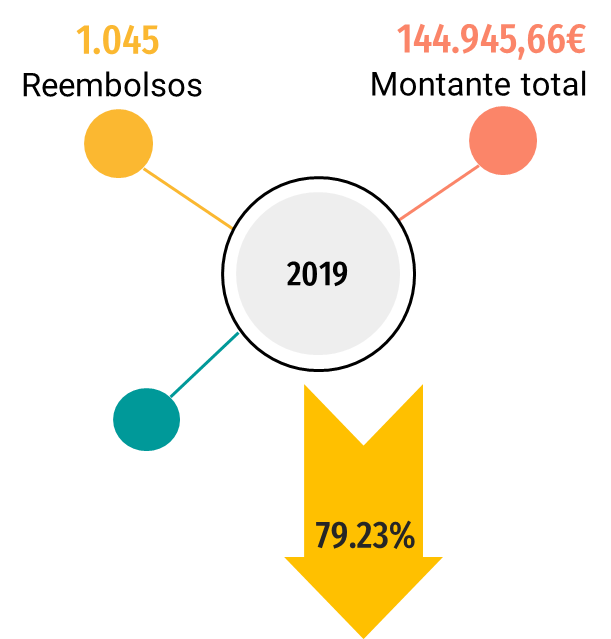 1.045
Reembolsos
144.945,66€
Montante total
2019
79.23%